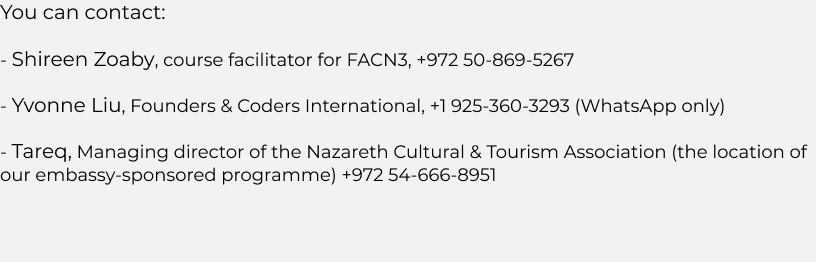 You can contact:
- Shireen Zoaby, course facilitator for FACN3, +972 50-869-5267
- Yvonne Liu, Founders & Coders International, +1 925-360-3293 (WhatsApp only)
- Tareq, Managing director of the Nazareth Cultural & Tourism Association (the location of
our embassy-sponsored programme) +972 54-666-8951